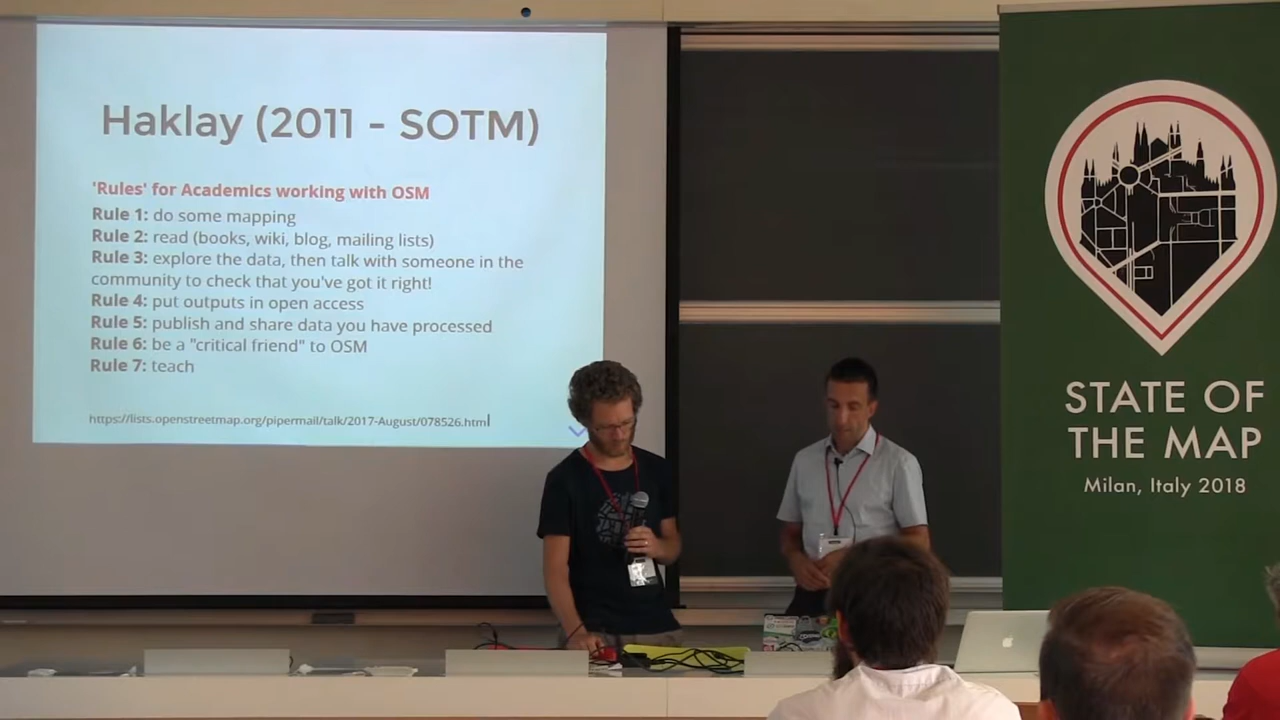 Haklay (2011 - SOTM)
'Rules' for Academics working with OSM
Rule 1: do some mapping
Rule 2: read (books, wiki, blog, mailing lists)
Rule 3: explore the data, then talk with someone in the
community to check that you've got it right!
Rule 4: put outputs in open access
Rule 5: publish and share data you have processed
Rule 6: be a "critical friend" to OSM
Rule 7: teach
https://lists.openstreetmap.org/pipermail/talk/2017-August/078526.html
STATE OF
THE MAP
Milan, Italy 2018